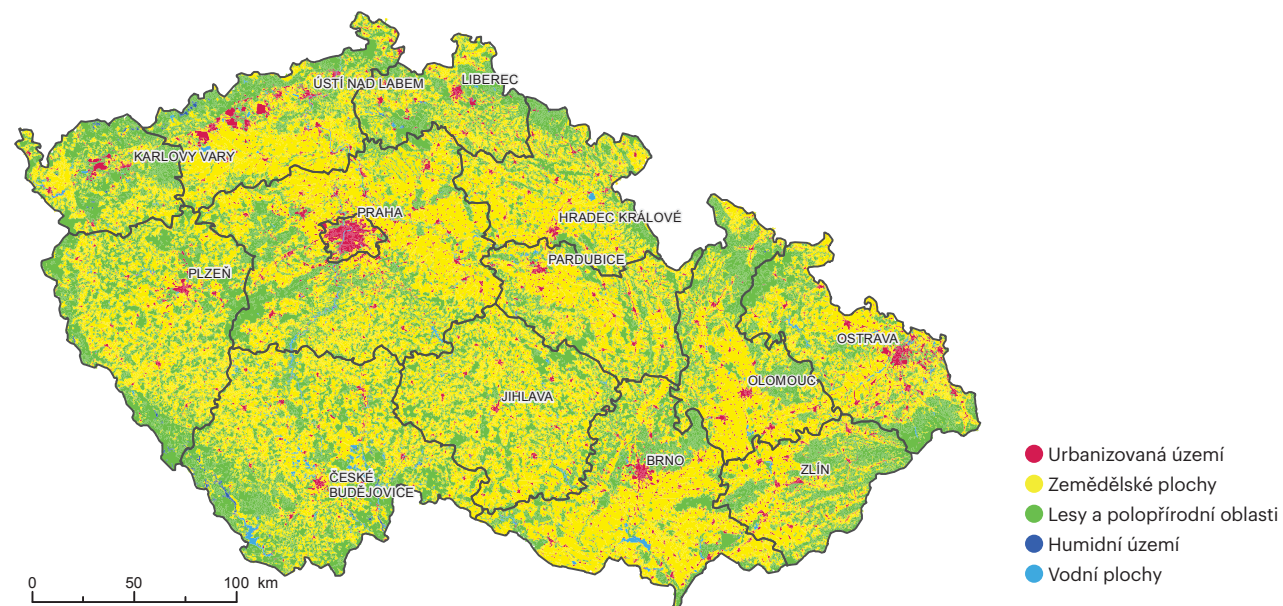 ÚSTÍ NAD LABEM
LIBEREC
KARLOVY VARY
PRAHA
HRADEC KRÁLOVÉ
PARDUBICE
PLZEŇ
OSTRAVA
OLOMOUC
JIHLAVA
BRNO
ZLÍN
ČESKÉ
BUDĚJOVICE
Urbanizovaná území
Zemědělské plochy
Lesy a polopřírodní oblasti
Humidní území
Vodní plochy
0 50 100 km